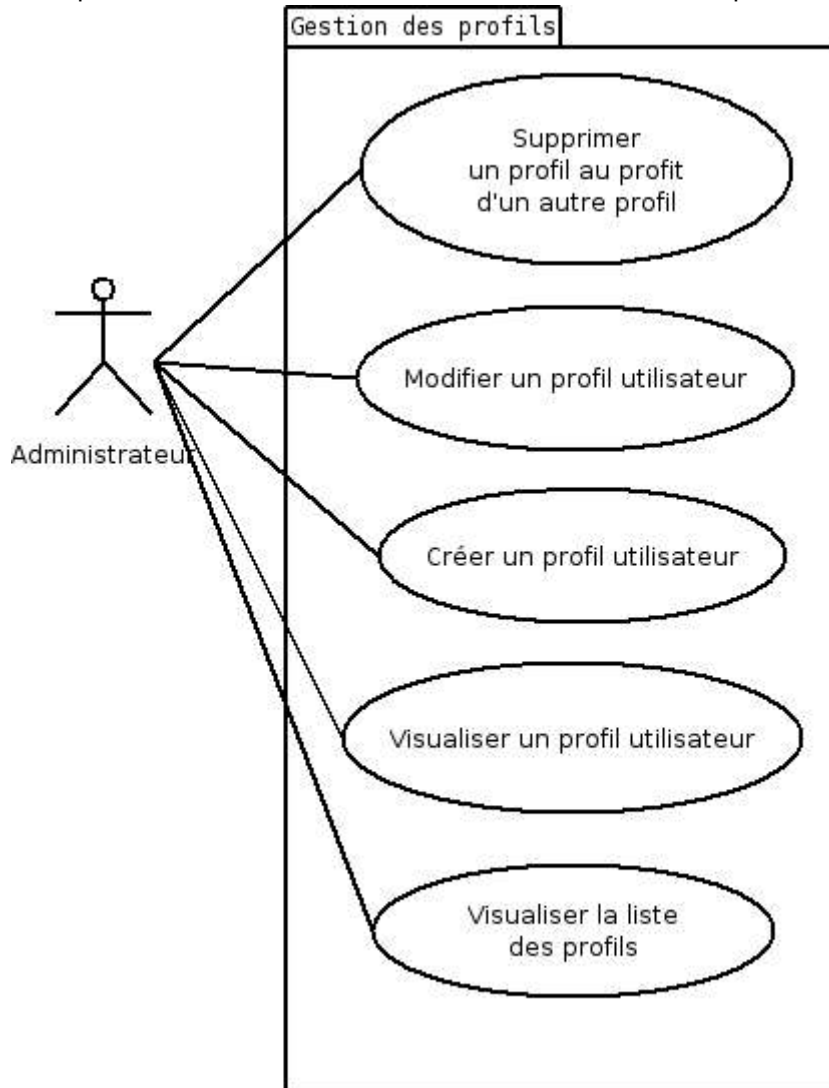 Gestion des profils
Supprimer
un profil au profit
d'un autre profil
Modifier un profil utilisateur
Administrateur
Créer un profil utilisateur
Visualiser un profil utilisateur
Visualiser la liste
des profils